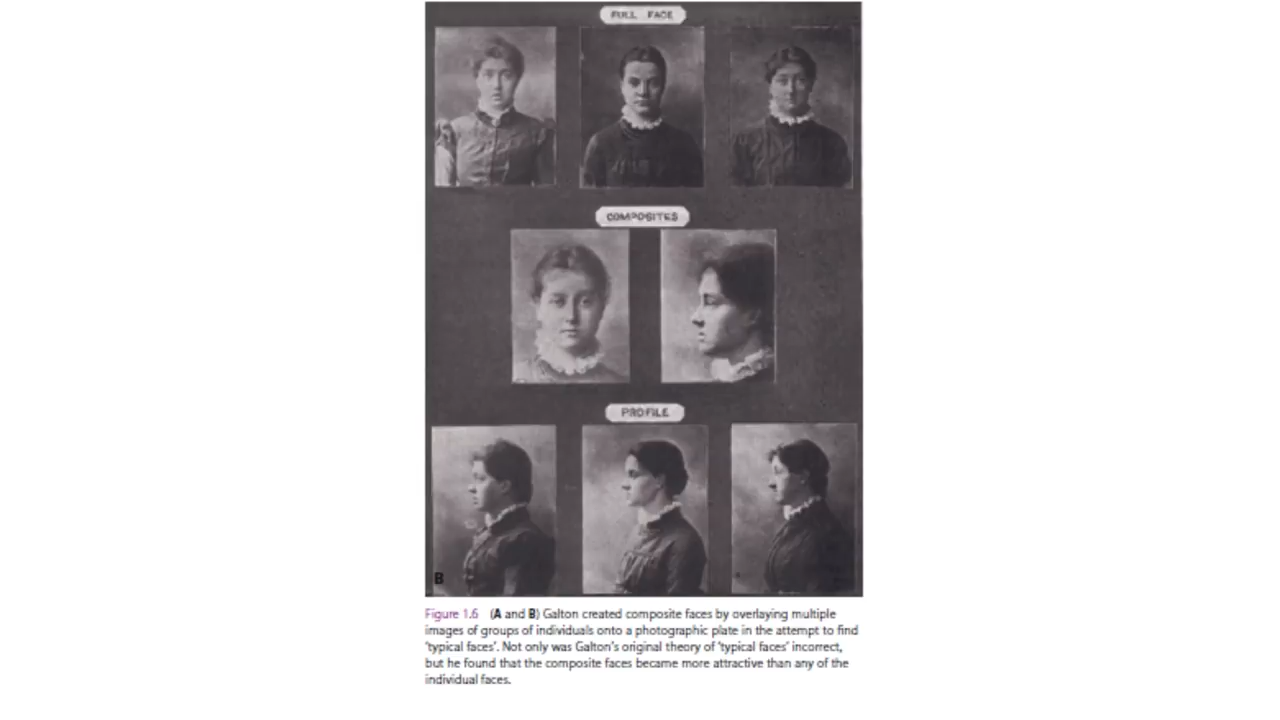 FULL FACE
COMPOSITES
PROFILE
B
Figure 1.6 (A and B) Galton created composite faces by overlaying multiple
images of groups of individuals onto a photographic plate in the attempt to find
‘typical faces’. Not only was Galton’s original theory of ‘typical faces’ incorrect,
but he found that the composite faces became more attractive than any of the
individual faces.